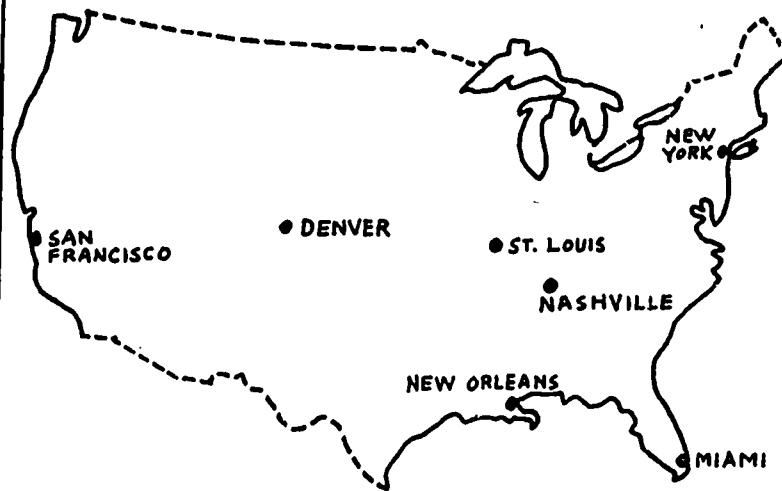 NEW
YORK
DENVER
SAN
FRANCISCO
ST. LOUIS
NASHVILLE
NEW ORLEANS
MIAMI